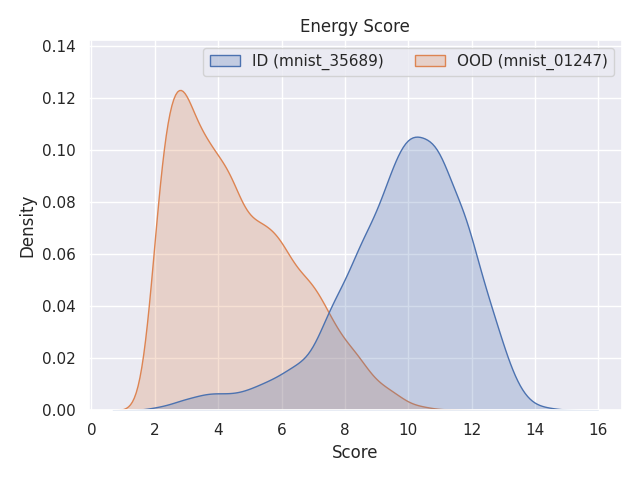 Energy Score
ID (mnist_35689)
OOD (mnist_01247)
0.14
0.12
0.10
0.08
0.06
0.04
0.02
0.00
Density
0 2 4 6 8 10 12 14 16
Score